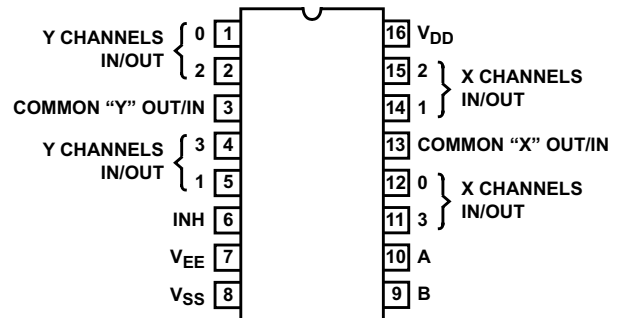 Y CHANNELS
IN/OUT
0 1
2 2
COMMON “Y” OUT/IN 3
Y CHANNELS
IN/OUT
3 4
1 5
INH 6
VEE 7
VSS 8
16 VDD
15 2
14 1
X CHANNELS
IN/OUT
13 COMMON “X” OUT/IN
12 0
11 3
X CHANNELS
IN/OUT
10 A
9 B